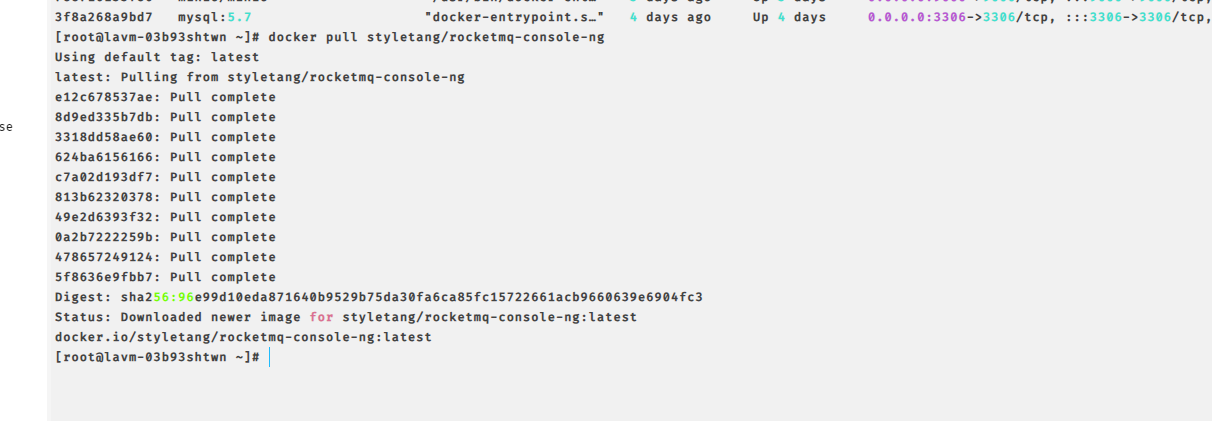 3f8a268a9bd7 mysql:5.7 "docker-entrypoint.s…" 4 days ago Up 4 days 0.0.0.0:3306->3306/tcp, :::3306->3306/tcp,
[root@lavm-03b93shtwn ~]# docker pull styletang/rocketmq-console-ng
Using default tag: latest
latest: Pulling from styletang/rocketmq-console-ng
e12c678537ae: Pull complete
8d9ed335b7db: Pull complete
se
3318dd58ae60: Pull complete
624ba6156166: Pull complete
c7a02d193df7: Pull complete
813b62320378: Pull complete
49e2d6393f32: Pull complete
0a2b7222259b: Pull complete
478657249124: Pull complete
5f8636e9fbb7: Pull complete
Digest: sha256:96e99d10eda871640b9529b75da30fa6ca85fc15722661acb9660639e6904fc3
Status: Downloaded newer image for styletang/rocketmq-console-ng:latest
docker.io/styletang/rocketmq-console-ng:latest
[root@lavm-03b93shtwn ~]#